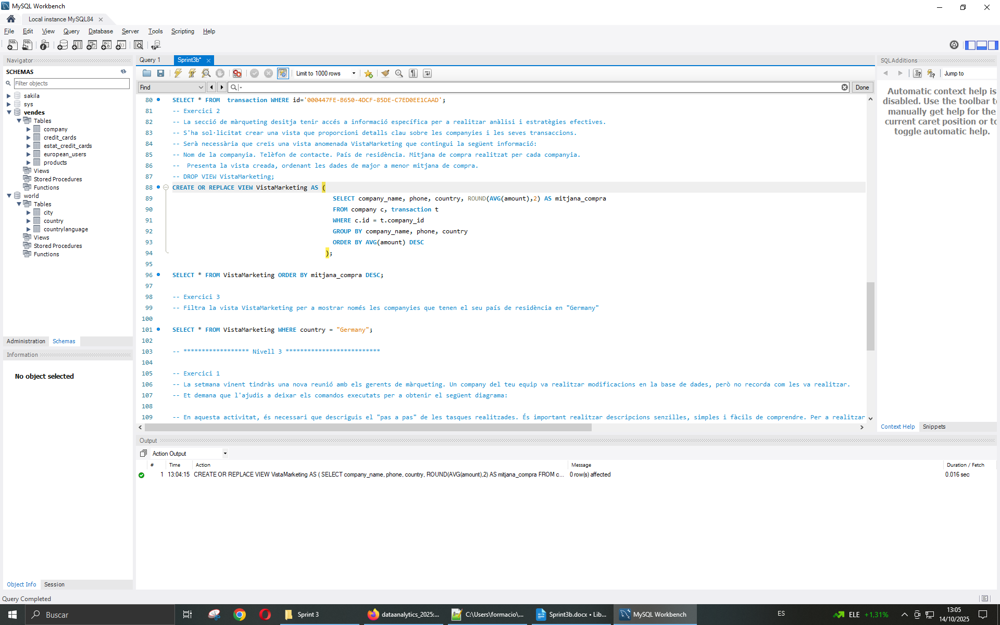 MySQL Workbench
Local instance MySQL84
File Edit View Query Database Server Tools Scripting Help
Navigator
SCHEMAS
Filter objects
sakila
sys
vendes
Tables
company
credit_cards
estat_credit_cards
european_users
products
Views
Stored Procedures
Functions
world
Tables
city
country
countrylanguage
Views
Stored Procedures
Functions
Administration Schemas
Information
No object selected
Object Info Session
Query 1 Sprint3b*
Limit to 1000 rows
Find Done
80 SELECT * FROM  transaction WHERE id='000447FE-B650-4DCF-85DE-C7ED0EE1CAAD';
81 -- Exercici 2
82 -- La secció de màrqueting desitja tenir accés a informació específica per a realitzar anàlisi i estratègies efectives.
83 -- S'ha sol·licitat crear una vista que proporcioni detalls clau sobre les companyies i les seves transaccions.
84 -- Serà necessària que creïs una vista anomenada VistaMarketing que contingui la següent informació:
85 -- Nom de la companyia. Telèfon de contacte. País de residència. Mitjana de compra realitzat per cada companyia.
86 --  Presenta la vista creada, ordenant les dades de major a menor mitjana de compra.
87 -- DROP VIEW VistaMarketing;
88 CREATE OR REPLACE VIEW VistaMarketing AS (
89 SELECT company_name, phone, country, ROUND(AVG(amount),2) AS mitjana_compra
90 FROM company c, transaction t
91 WHERE c.id = t.company_id
92 GROUP BY company_name, phone, country
93 ORDER BY AVG(amount) DESC
94 );
95
96 SELECT * FROM VistaMarketing ORDER BY mitjana_compra DESC;
97
98 -- Exercici 3
99 -- Filtra la vista VistaMarketing per a mostrar només les companyies que tenen el seu país de residència en "Germany"
100
101 SELECT * FROM VistaMarketing WHERE country = "Germany";
102
103 -- ****************** Nivell 3 **************************
104
105 -- Exercici 1
106 -- La setmana vinent tindràs una nova reunió amb els gerents de màrqueting. Un company del teu equip va realitzar modificacions en la base de dades, però no recorda com les va realitzar.
107 -- Et demana que l'ajudis a deixar els comandos executats per a obtenir el següent diagrama:
108
109 -- En aquesta activitat, és necessari que descriguis el "pas a pas" de les tasques realitzades. És important realitzar descripcions senzilles, simples i fàcils de comprendre. Per a realitzar
SQLAdditions
Jump to
Automatic context help is
disabled. Use the toolbar to
manually get help for the
current caret position or to
toggle automatic help.
Context Help Snippets
Output
Action Output
# Time Action Message Duration / Fetch
1 13:04:15 CREATE OR REPLACE VIEW VistaMarketing AS ( SELECT company_name, phone, country, ROUND(AVG(amount),2) AS mitjana_compra FROM c... 0 row(s) affected 0.016 sec
Query Completed
Buscar
Sprint 3
dataanalytics_2025:...
C:\Users\formacio\...
Sprint3b.docx • Lib...
MySQL Workbench
ES
ELE +1,31%
13:05
14/10/2025